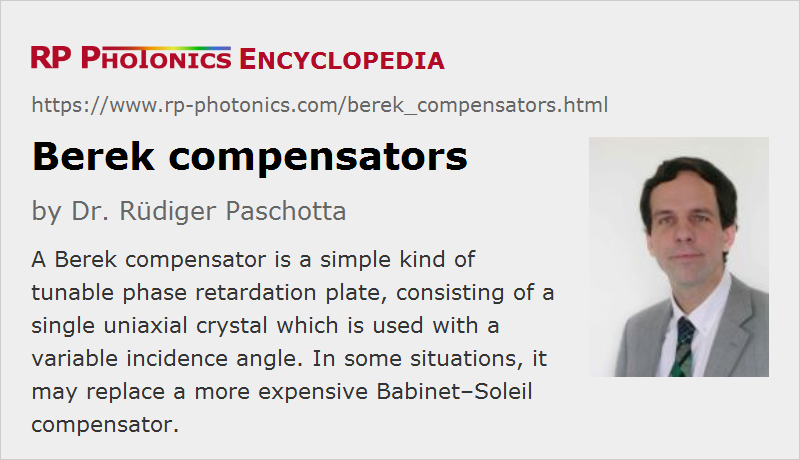 RP PHOTONICS ENCYCLOPEDIA
https://www.rp-photonics.com/berek_compensators.html
Berek compensators
by Dr. Rüdiger Paschotta
A Berek compensator is a simple kind of
tunable phase retardation plate, consisting of a
single uniaxial crystal which is used with a
variable incidence angle. In some situations, it
may replace a more expensive Babinet–Soleil
compensator.